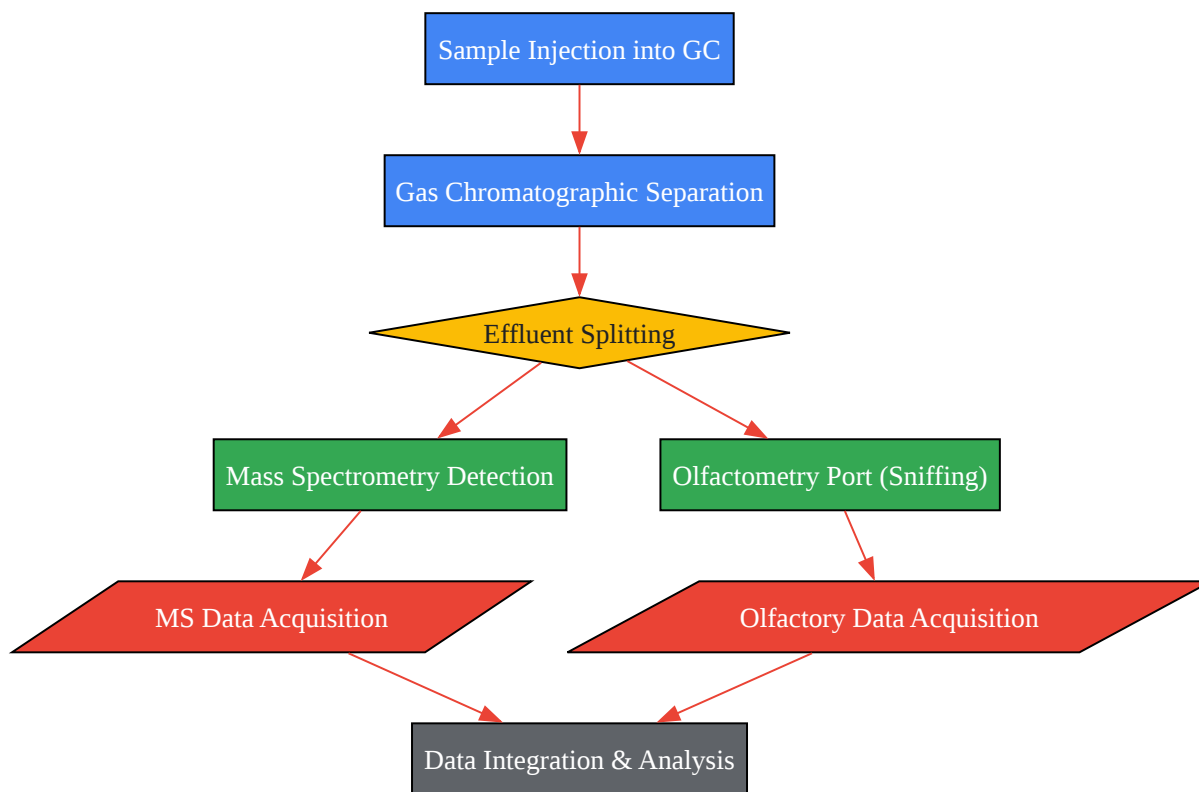 Sample Injection into GC
Gas Chromatographic Separation
Effluent Splitting
Mass Spectrometry Detection
Olfactometry Port (Sniffing)
MS Data Acquisition
Olfactory Data Acquisition
Data Integration & Analysis